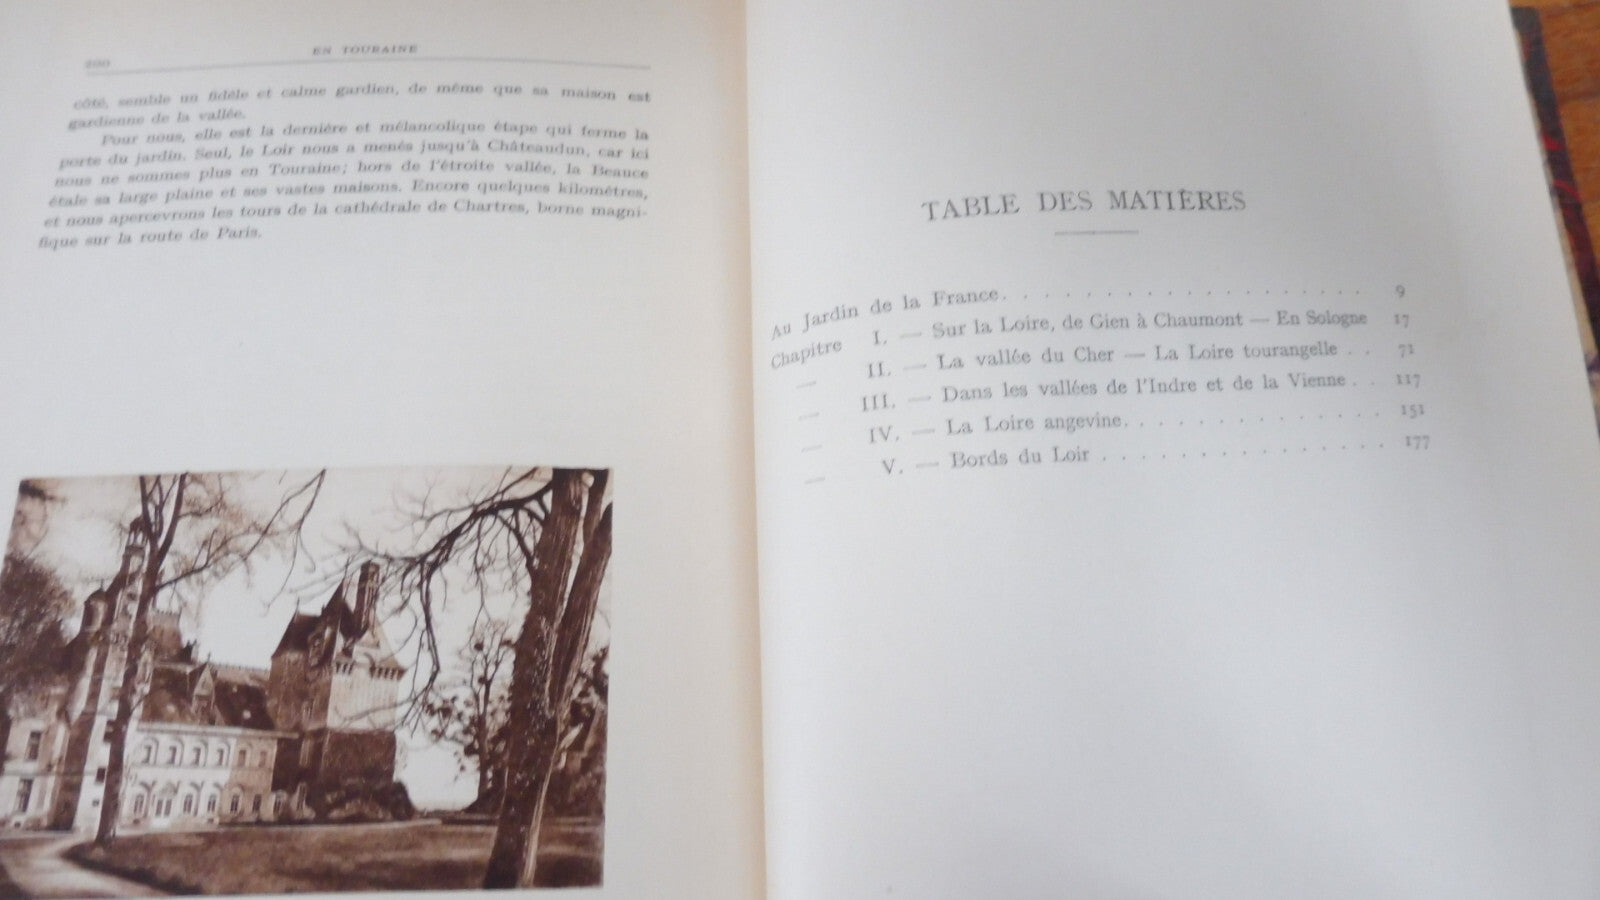 200
EN TOURAINE
côté, semble un fidèle et calme gardien, de même que sa maison est
gardienne de la vallée.
Pour nous, elle est la dernière et mélancolique étape qui ferme la
porte du jardin. Seul, le Loir nous a menés jusqu'à Châteaudun, car ici
nous ne sommes plus en Touraine; hors de l'étroite vallée, la Beauce
étale sa large plaine et ses vastes maisons. Encore quelques kilomètres,
et nous apercevrons les tours de la cathédrale de Chartres, borne magni-
fique sur la route de Paris.
TABLE DES MATIÈRES
Au Jardin de la France. . . . . . . . . . . . . . . . . . . 9
Chapitre I. — Sur la Loire, de Gien à Chaumont — En Sologne 17
— II. — La vallée du Cher — La Loire tourangelle . . 71
— III. — Dans les vallées de l'Indre et de la Vienne . . 117
— IV. — La Loire angevine. . . . . . . . . . . . . 151
— V. — Bords du Loir . . . . . . . . . . . . . . . 177